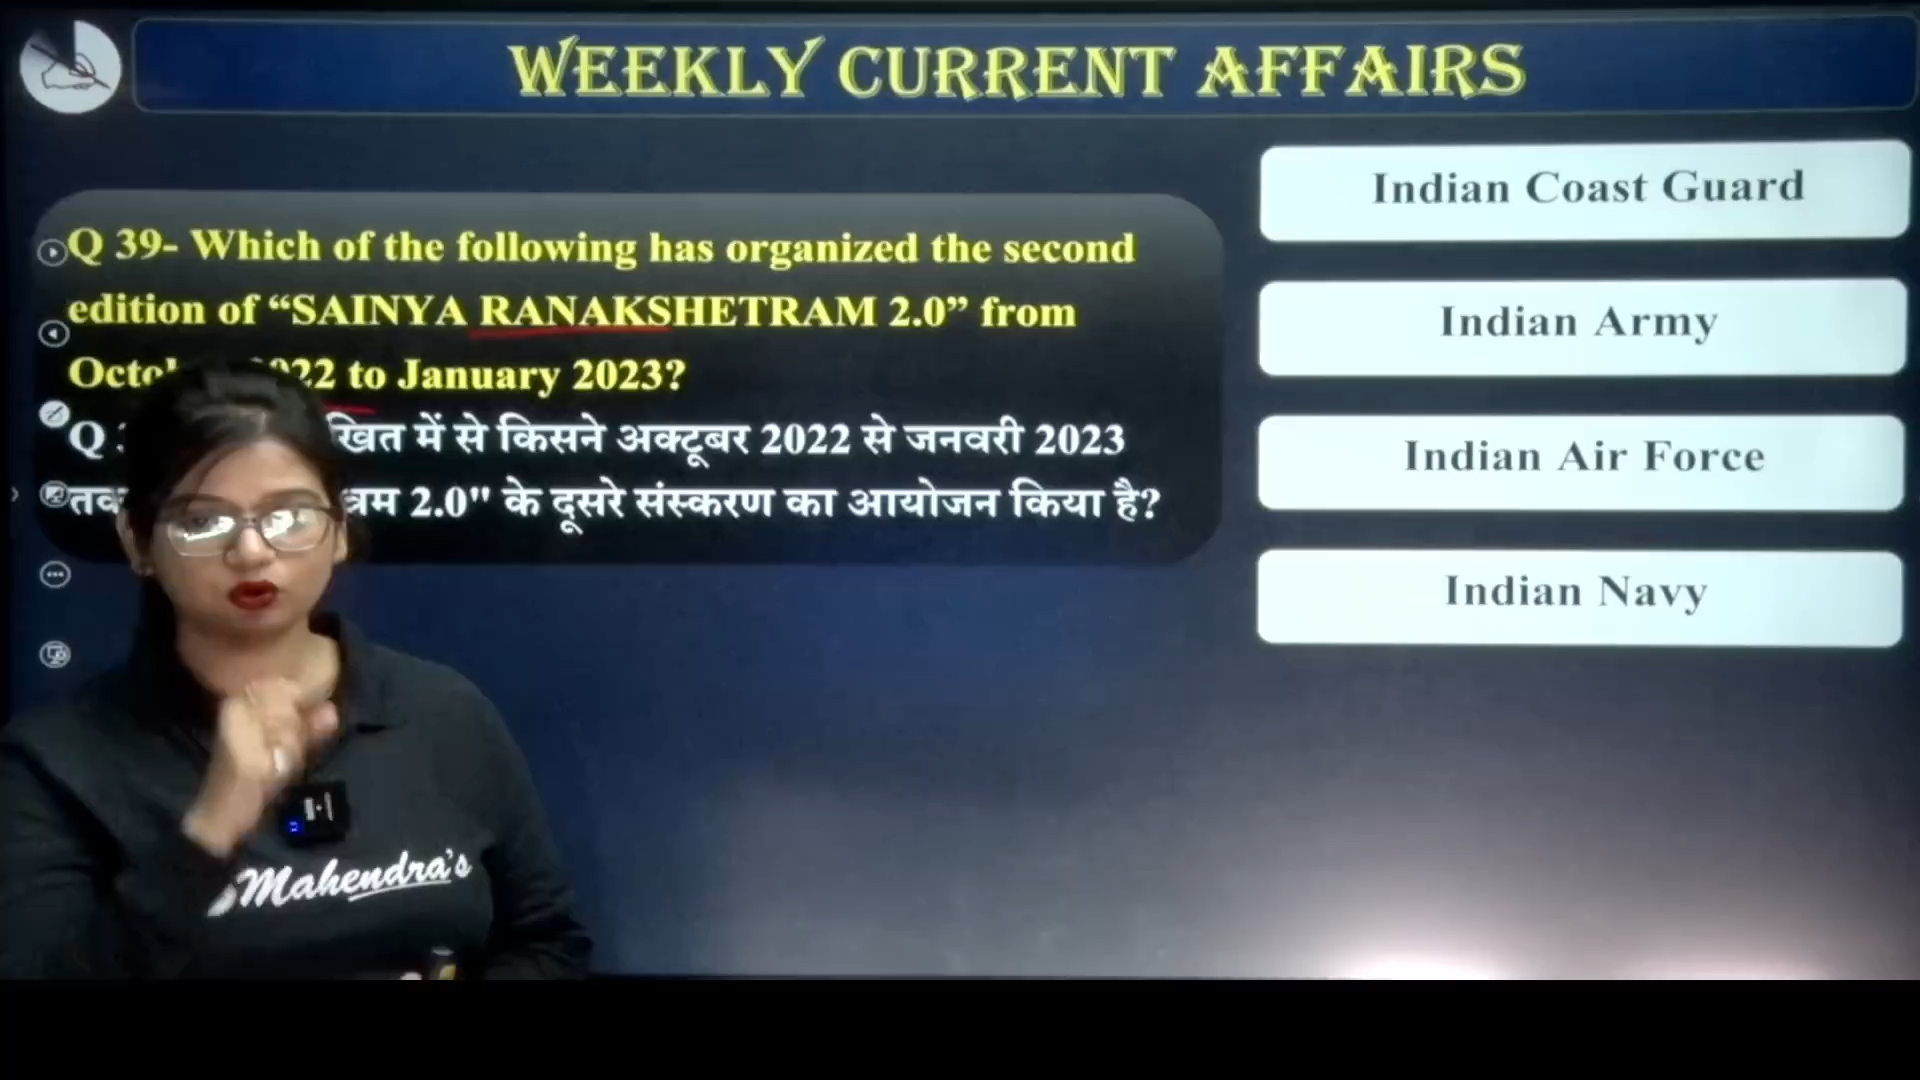 WEEKLY CURRENT AFFAIRS
Q 39- Which of the following has organized the second
edition of “SAINYA RANAKSHETRAM 2.0” from
to January 2023?
Q
में से किसने अक्टूबर 2022 से जनवरी 2023
2.0" के दूसरे संस्करण का आयोजन किया है?
Indian Coast Guard
Indian Army
Indian Air Force
Indian Navy
Mahendra's